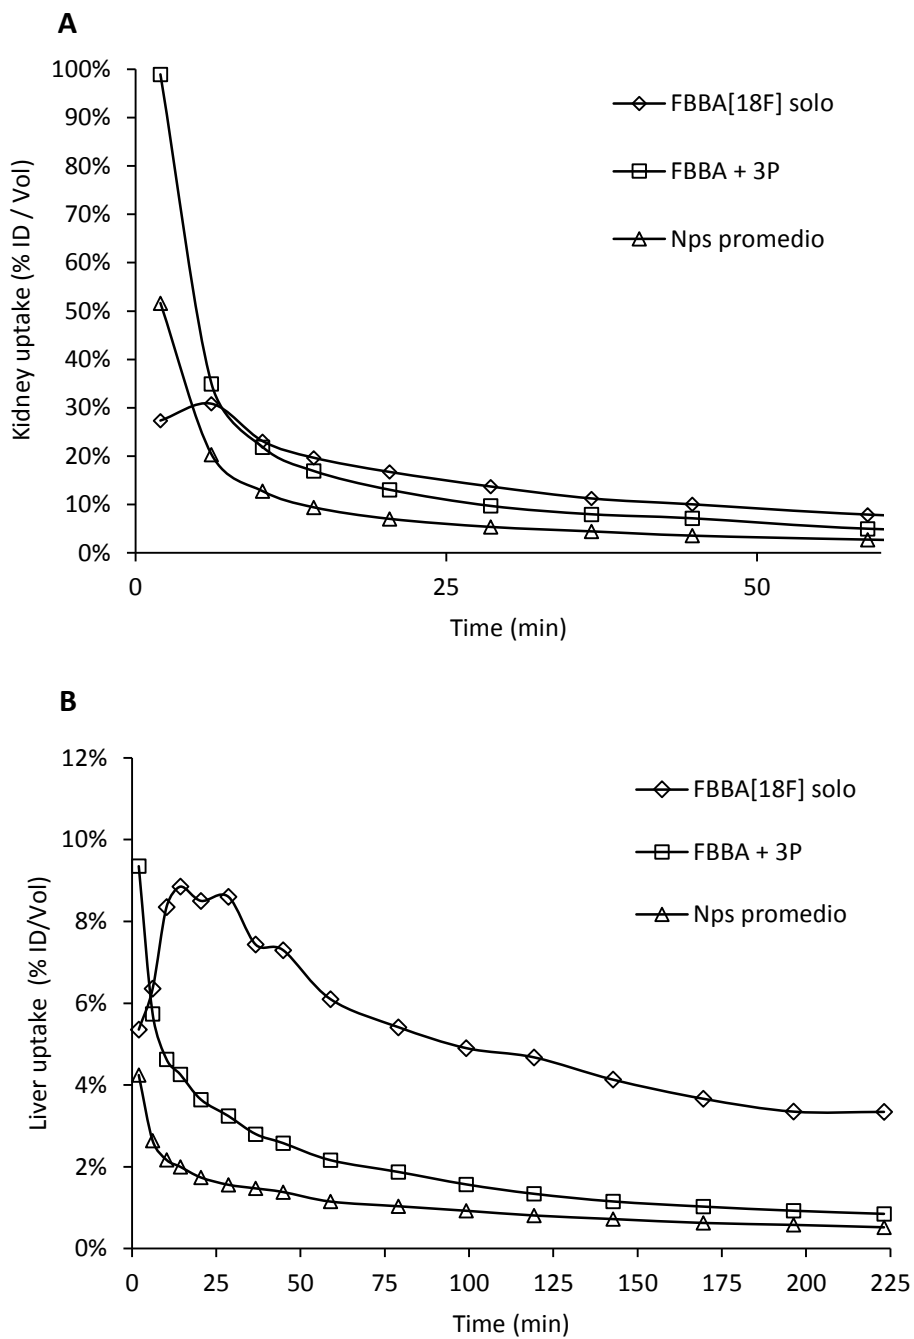 A
100%
90%
80%
70%
60%
50%
40%
30%
20%
10%
0%
Kidney uptake (% ID / Vol)
FBBA[18F] solo
FBBA + 3P
Nps promedio
0 25 50
Time (min)
B
12%
10%
8%
6%
4%
2%
0%
Liver uptake (% ID/Vol)
FBBA[18F] solo
FBBA + 3P
Nps promedio
0 25 50 75 100 125 150 175 200 225
Time (min)